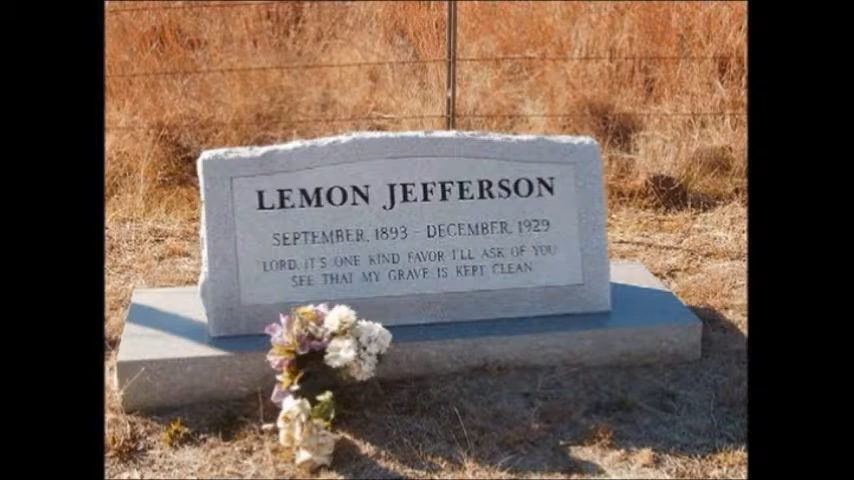 LEMON JEFFERSON
SEPTEMBER, 1893 - DECEMBER, 1929
LORD, IT'S ONE KIND FAVOR I'LL ASK OF YOU
SEE THAT MY GRAVE IS KEPT CLEAN